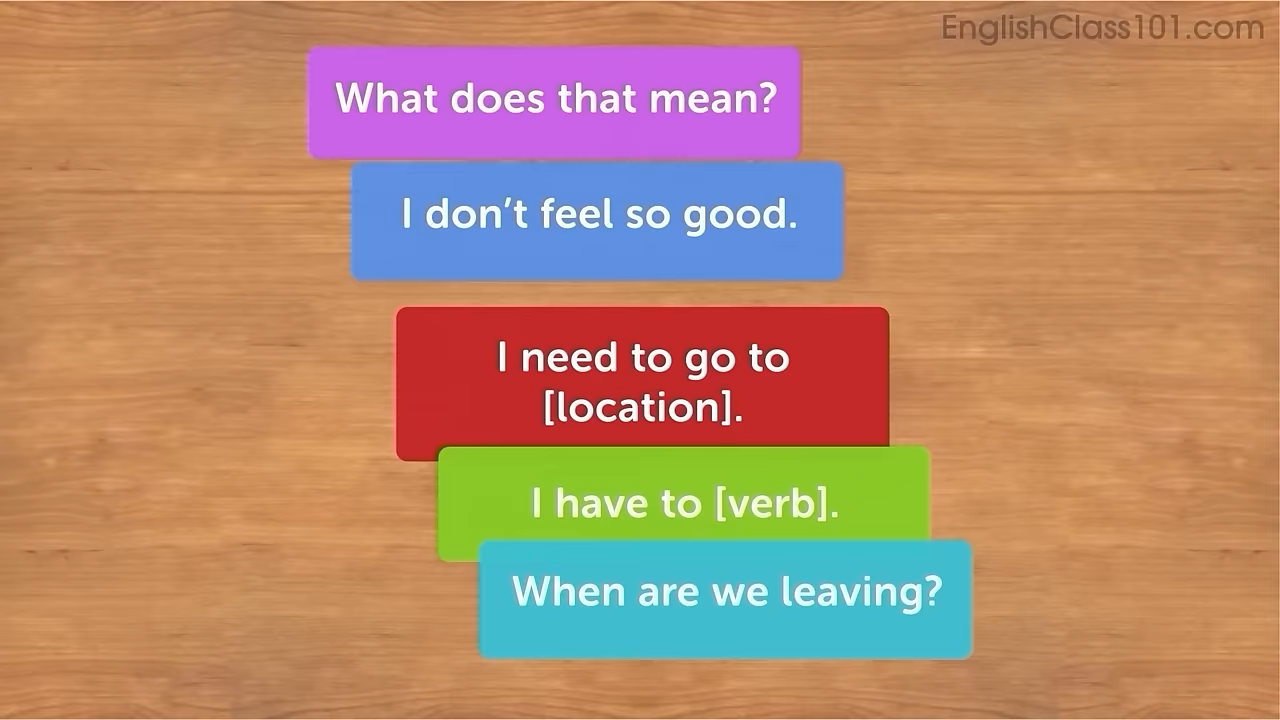 EnglishClass101.com
What does that mean?
I don’t feel so good.
I need to go to
[location].
I have to [verb].
When are we leaving?